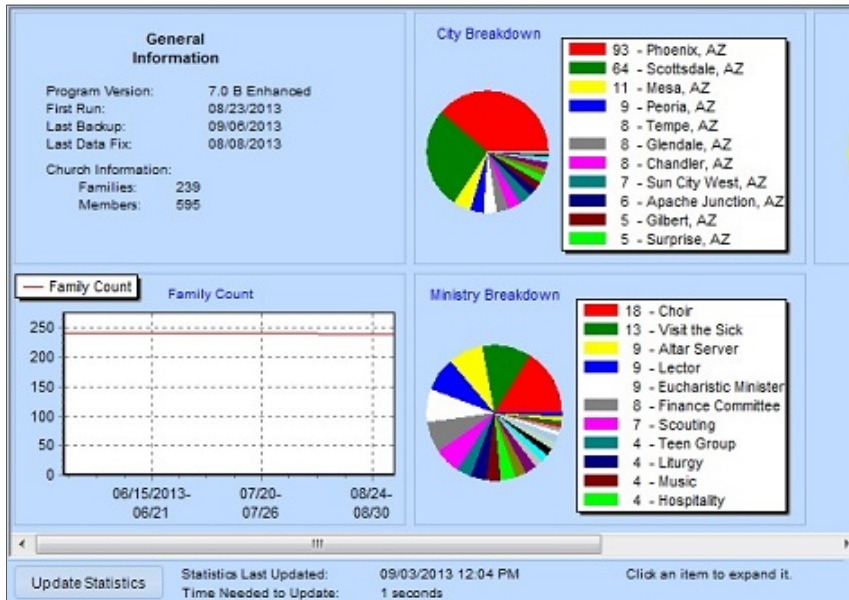 General
Information
Program Version: 7.0 B Enhanced
First Run: 08/23/2013
Last Backup: 09/06/2013
Last Data Fix: 08/08/2013
Church Information:
Families: 239
Members: 595
City Breakdown
93 - Phoenix, AZ
64 - Scottsdale, AZ
11 - Mesa, AZ
9 - Peoria, AZ
8 - Tempe, AZ
8 - Glendale, AZ
8 - Chandler, AZ
7 - Sun City West, AZ
6 - Apache Junction, AZ
5 - Gilbert, AZ
5 - Surprise, AZ
Family Count
Family Count
250
200
150
100
50
0
06/15/2013-
06/21
07/20-
07/26
08/24-
08/30
Ministry Breakdown
18 - Choir
13 - Visit the Sick
9 - Altar Server
9 - Lector
9 - Eucharistic Minister
8 - Finance Committee
7 - Scouting
4 - Teen Group
4 - Liturgy
4 - Music
4 - Hospitality
Update Statistics
Statistics Last Updated: 09/03/2013 12:04 PM
Time Needed to Update: 1 seconds
Click an item to expand it.